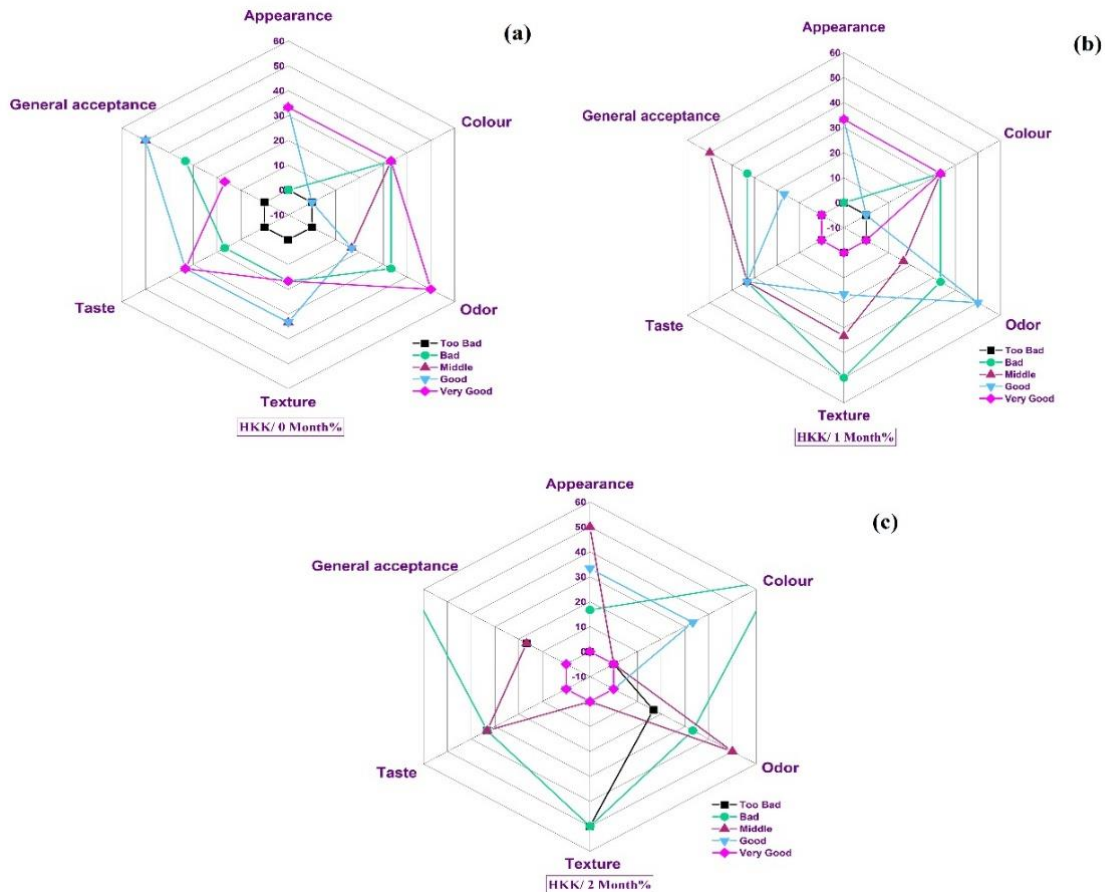 (a)
Appearance
60
50
40
30
20
10
0
-10
General acceptance
Colour
Taste
Odor
Texture
Too Bad
Bad
Middle
Good
Very Good
HKK/ 0 Month%
(b)
Appearance
60
50
40
30
20
10
0
-10
General acceptance
Colour
Taste
Odor
Texture
Too Bad
Bad
Middle
Good
Very Good
HKK/ 1 Month%
(c)
Appearance
60
50
40
30
20
10
0
-10
General acceptance
Colour
Taste
Odor
Texture
Too Bad
Bad
Middle
Good
Very Good
HKK/ 2 Month%